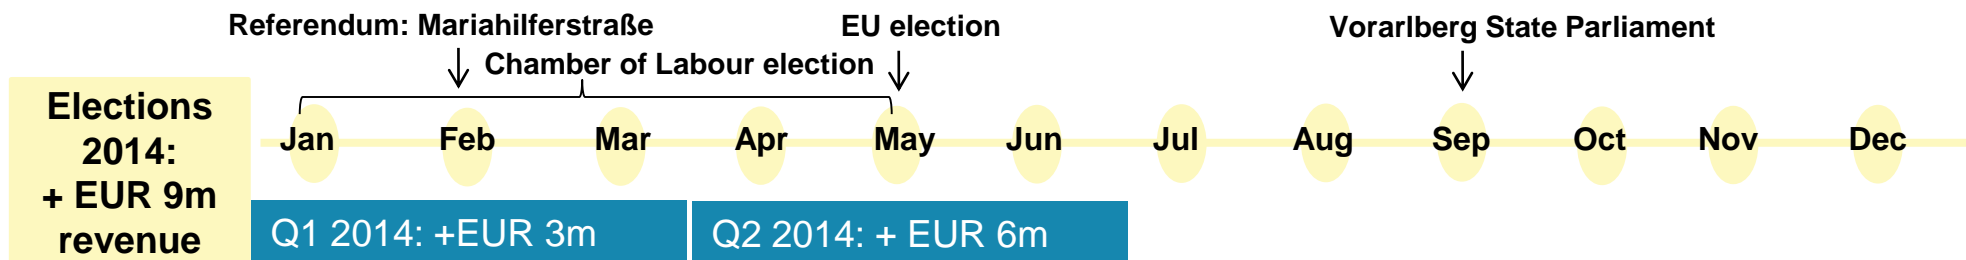 Referendum: Mariahilferstraße
EU election
Vorarlberg State Parliament
Chamber of Labour election
Elections
2014:
+ EUR 9m
revenue
Jan Feb Mar Apr May Jun Jul Aug Sep Oct Nov Dec
Q1 2014: +EUR 3m
Q2 2014: + EUR 6m